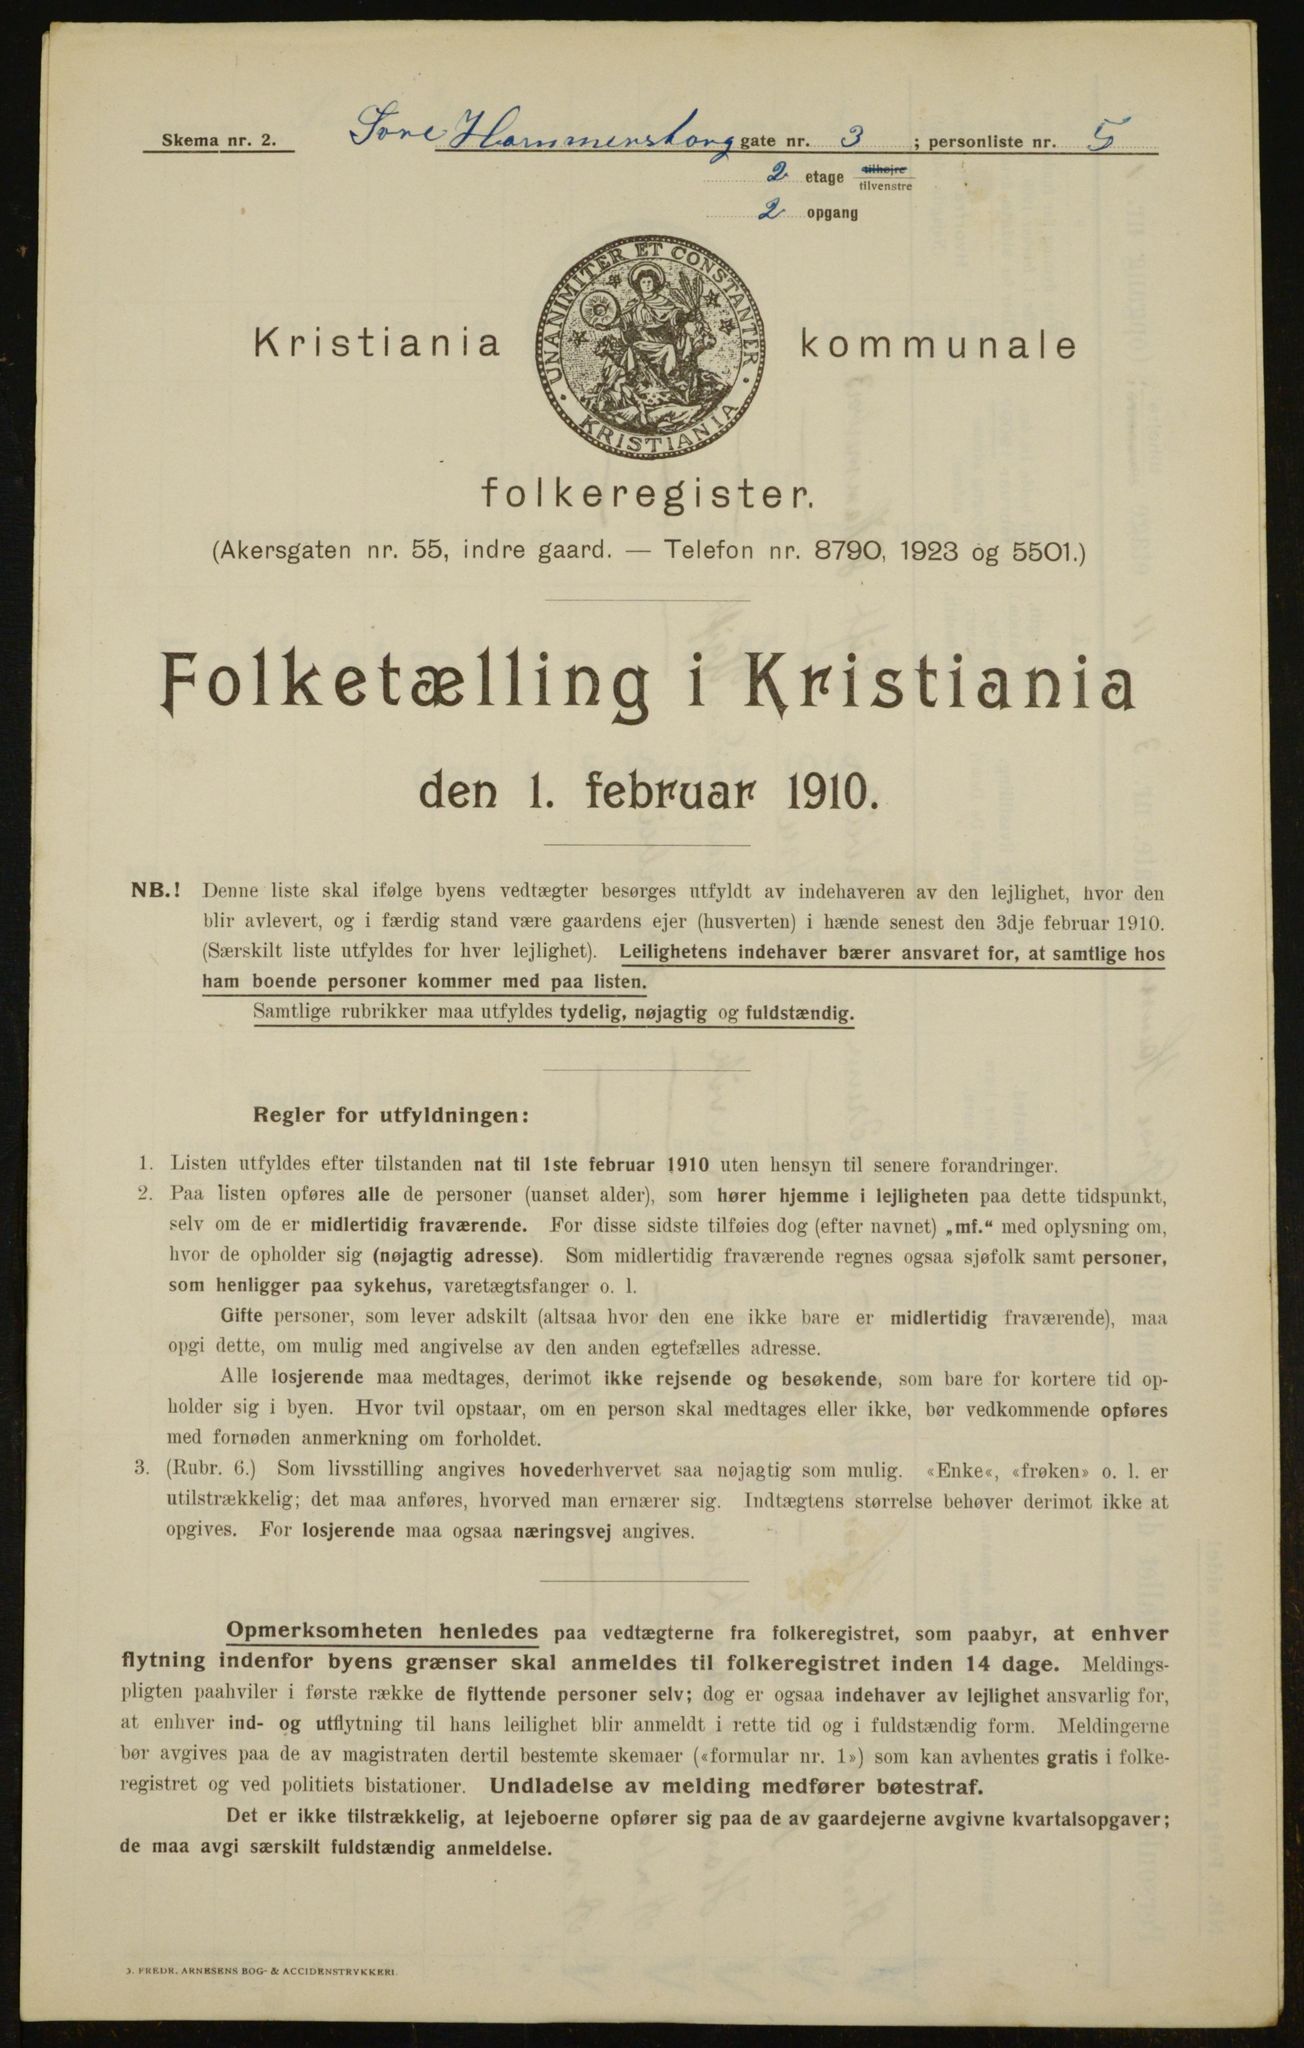 Skema nr. 2. Hammersborg gate nr. 3 ; personliste nr. 5
2 etage tilhøjre
tilvenstre
2 opgang
UNANIMITER ET CONSTANTER
KRISTIANIA
Kristiania kommunale
folkeregister.
(Akersgaten nr. 55, indre gaard. — Telefon nr. 8790, 1923 og 5501.)
Folketælling i Kristiania
den 1. februar 1910.
NB.! Denne liste skal ifølge byens vedtægter besørges utfyldt av indehaveren av den lejlighet, hvor den
blir avlevert, og i færdig stand være gaardens ejer (husverten) i hænde senest den 3dje februar 1910.
(Særskilt liste utfyldes for hver lejlighet). Leilighetens indehaver bærer ansvaret for, at samtlige hos
ham boende personer kommer med paa listen.
Samtlige rubrikker maa utfyldes tydelig, nøjagtig og fuldstændig.
Regler for utfyldningen:
1. Listen utfyldes efter tilstanden nat til 1ste februar 1910 uten hensyn til senere forandringer.
2. Paa listen opføres alle de personer (uanset alder), som hører hjemme i lejligheten paa dette tidspunkt,
selv om de er midlertidig fraværende. For disse sidste tilføies dog (efter navnet) „mf.“ med oplysning om,
hvor de opholder sig (nøjagtig adresse). Som midlertidig fraværende regnes ogsaa sjøfolk samt personer,
som henligger paa sykehus, varetægtsfanger o. l.
Gifte personer, som lever adskilt (altsaa hvor den ene ikke bare er midlertidig fraværende), maa
opgi dette, om mulig med angivelse av den anden egtefælles adresse.
Alle losjerende maa medtages, derimot ikke rejsende og besøkende, som bare for kortere tid op-
holder sig i byen. Hvor tvil opstaar, om en person skal medtages eller ikke, bør vedkommende opføres
med fornøden anmerkning om forholdet.
3. (Rubr. 6.) Som livsstilling angives hovederhvervet saa nøjagtig som mulig. «Enke«, «frøken» o. l. er
utilstrækkelig; det maa anføres, hvorved man ernærer sig. Indtægtens størrelse behøver derimot ikke at
opgives. For losjerende maa ogsaa næringsvej angives.
Opmerksomheten henledes paa vedtægterne fra folkeregistret, som paabyr, at enhver
flytning indenfor byens grænser skal anmeldes til folkeregistret inden 14 dage. Meldings-
pligten paahviler i første række de flyttende personer selv; dog er ogsaa indehaver av lejlighet ansvarlig for,
at enhver ind- og utflytning til hans leilighet blir anmeldt i rette tid og i fuldstændig form. Meldingerne
bør avgives paa de av magistraten dertil bestemte skemaer («formular nr. 1») som kan avhentes gratis i folke-
registret og ved politiets bistationer. Undladelse av melding medfører bøtestraf.
Det er ikke tilstrækkelig, at lejeboerne opfører sig paa de av gaardejerne avgivne kvartalsopgaver;
de maa avgi særskilt fuldstændig anmeldelse.
J. FREDR. ARNESENS BOG- & ACCIDENSTRYKKERI.